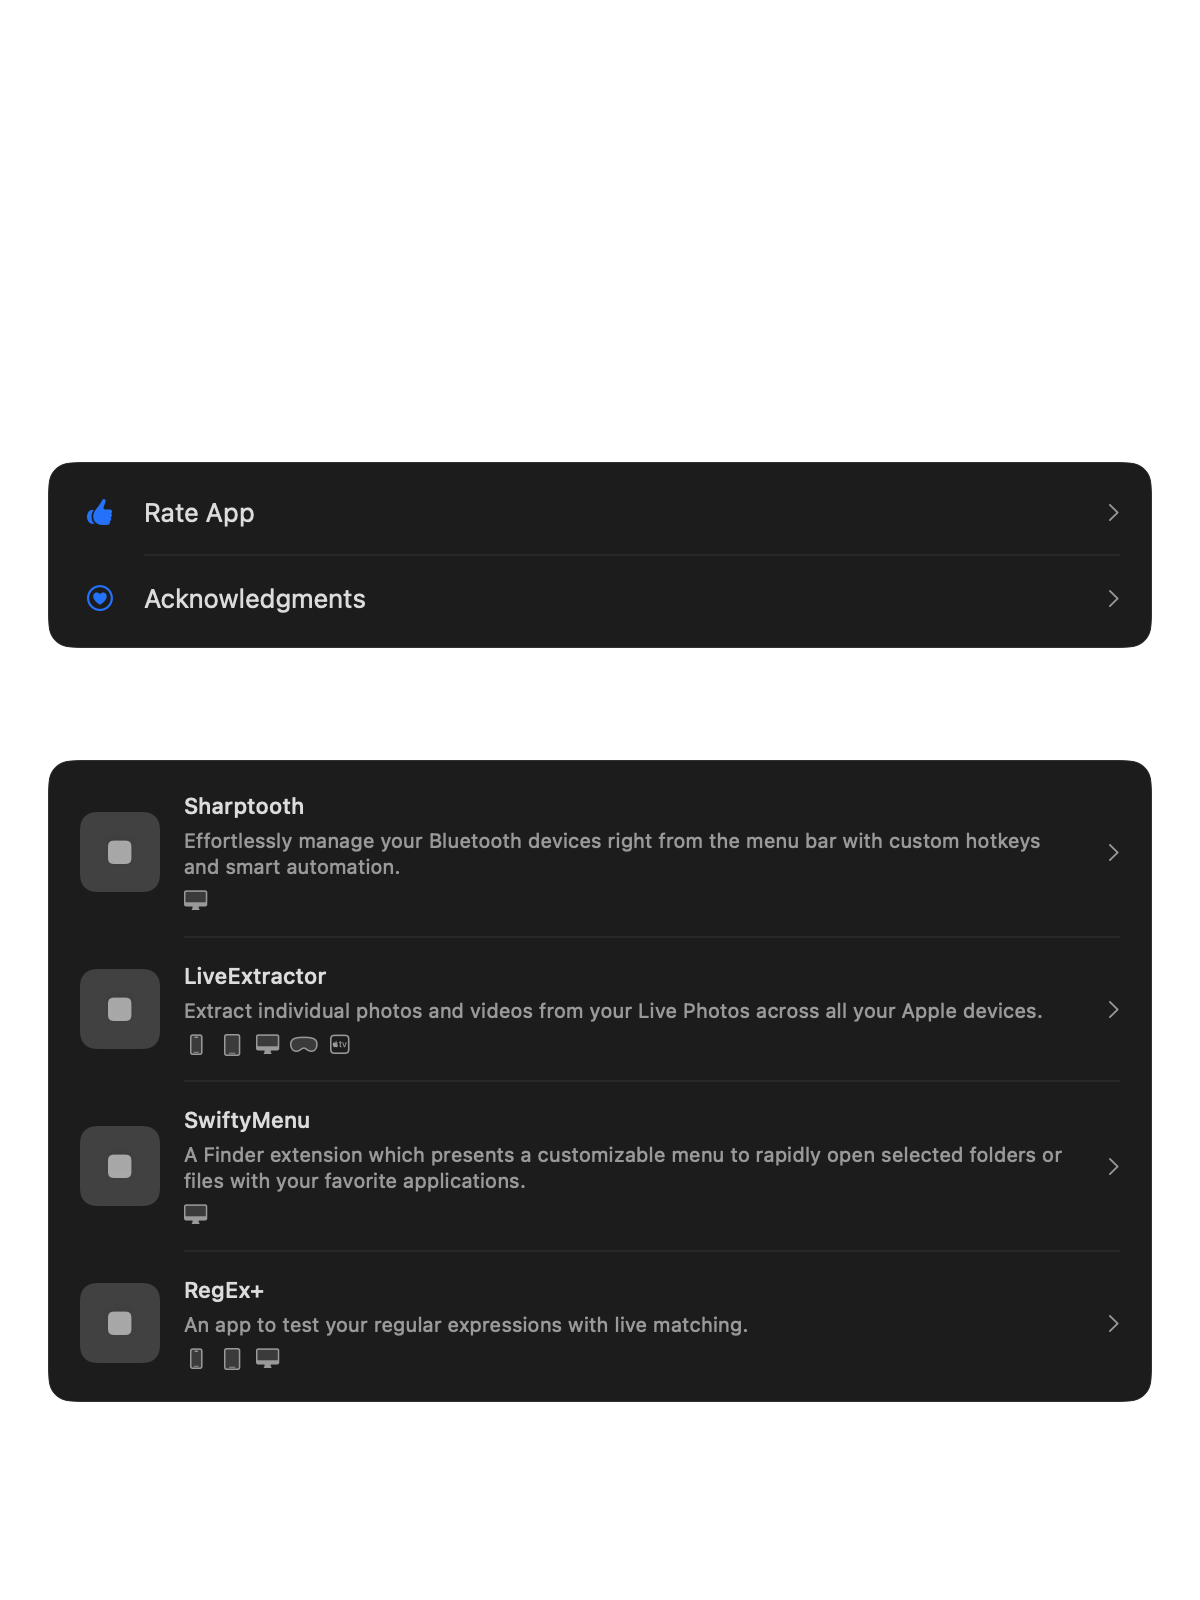 Rate App
Acknowledgments
Sharptooth
Effortlessly manage your Bluetooth devices right from the menu bar with custom hotkeys
and smart automation.
LiveExtractor
Extract individual photos and videos from your Live Photos across all your Apple devices.
tv
SwiftyMenu
A Finder extension which presents a customizable menu to rapidly open selected folders or
files with your favorite applications.
RegEx+
An app to test your regular expressions with live matching.